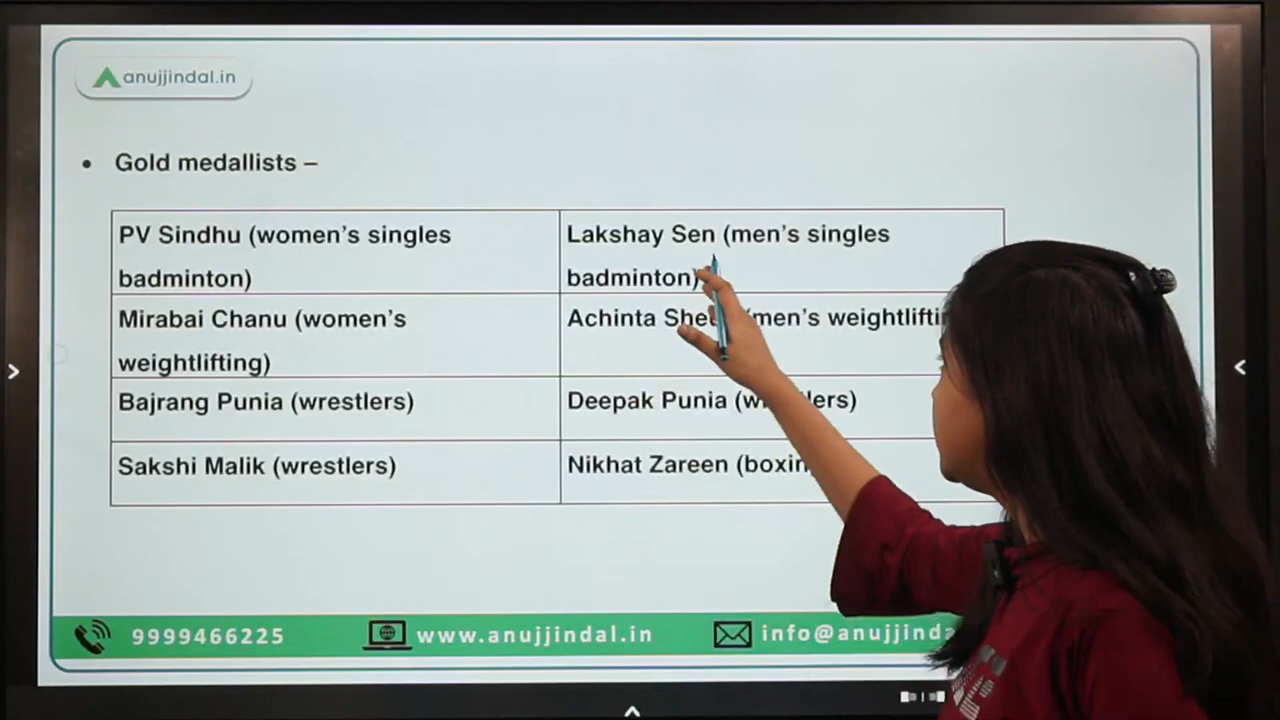 anujjindal.in
• Gold medallists –
PV Sindhu (women's singles
badminton)
Lakshay Sen (men's singles
badminton)
Mirabai Chanu (women's
weightlifting)
Achinta (men's
Bajrang Punia (wrestlers)
Deepak Punia
Sakshi Malik (wrestlers)
Nikhat Zareen
9999466225
www.anujjindal.in